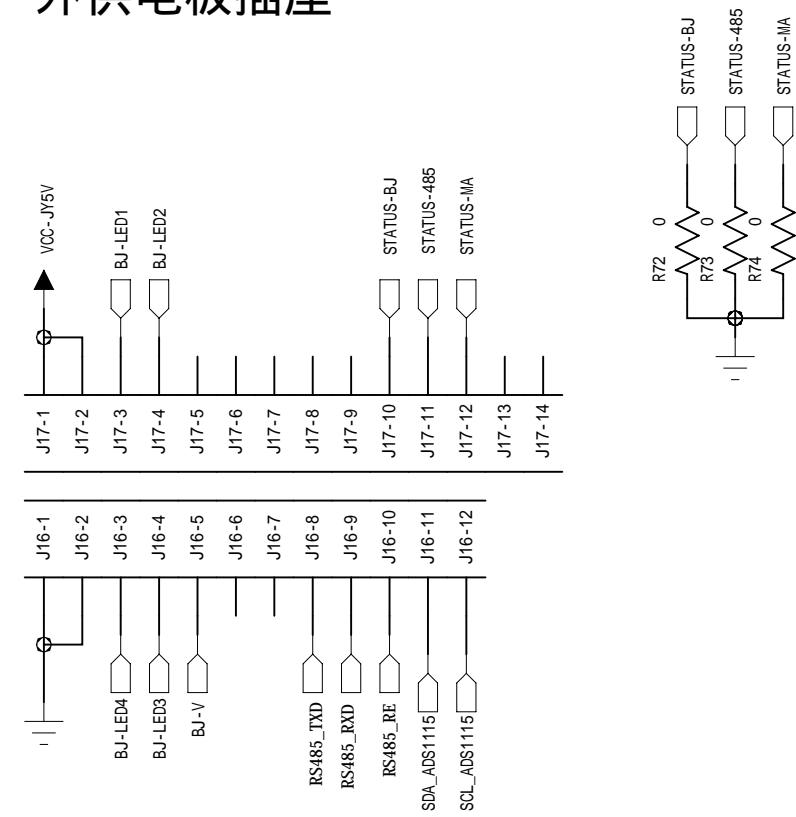 外供电板插座
STATUS-BJ
STATUS-485
STATUS-MA
0
0
0
R72
R73
R74
VCC-JY5V
BJ-LED1
BJ-LED2
STATUS-BJ
STATUS-485
STATUS-MA
J17-1
J17-2
J17-3
J17-4
J17-5
J17-6
J17-7
J17-8
J17-9
J17-10
J17-11
J17-12
J17-13
J17-14
J16-1
J16-2
J16-3
J16-4
J16-5
J16-6
J16-7
J16-8
J16-9
J16-10
J16-11
J16-12
BJ-LED4
BJ-LED3
BJ-V
RS485_TXD
RS485_RXD
RS485_RE
SDA_ADS1115
SCL_ADS1115